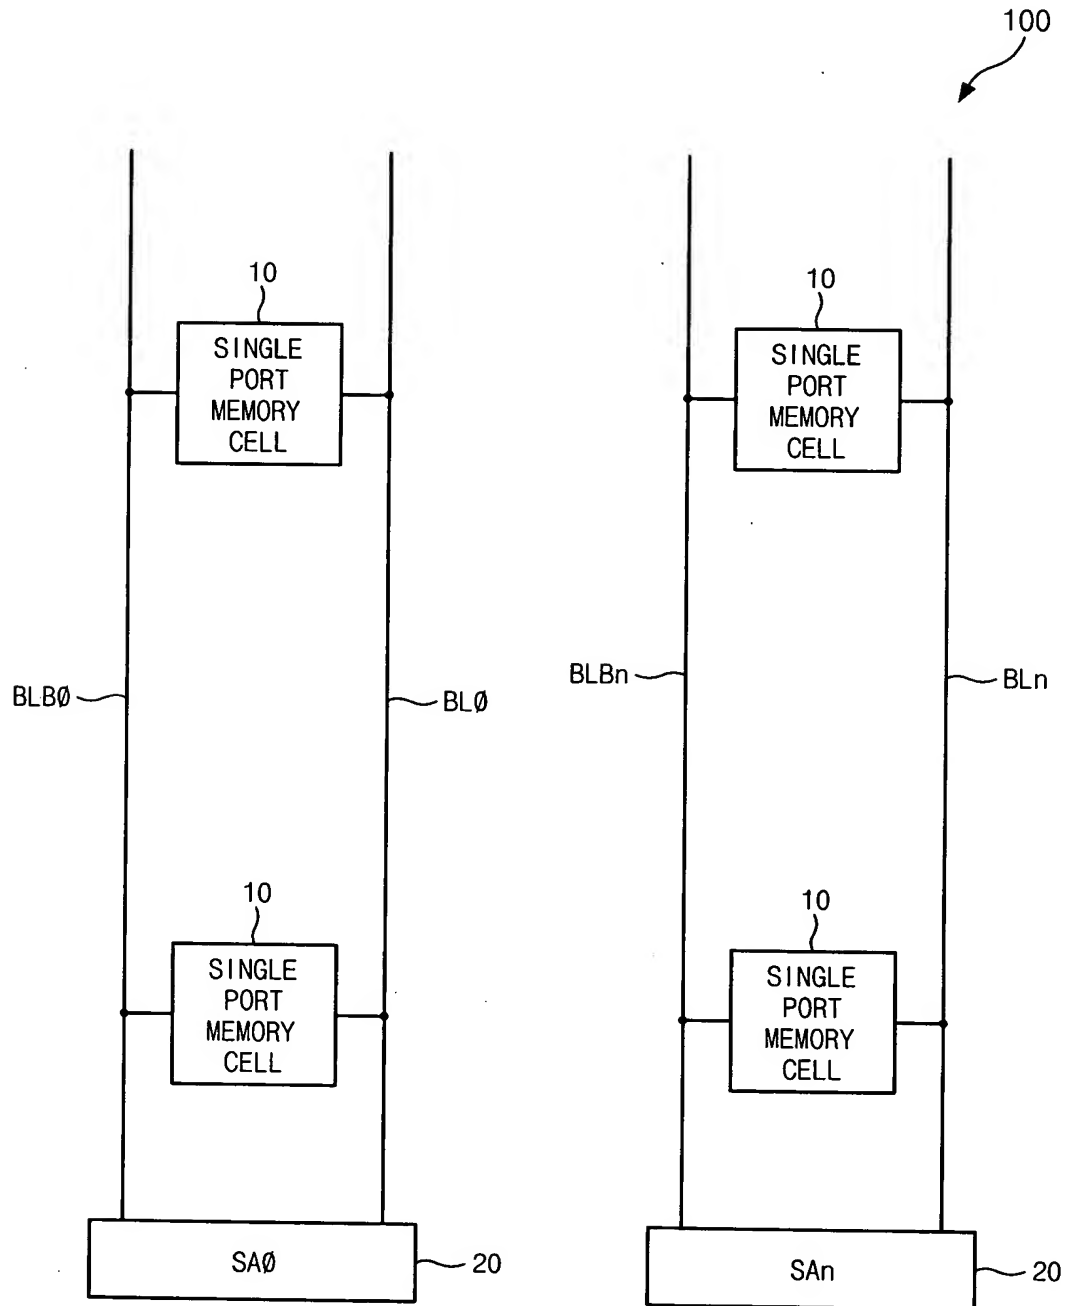 100
10
SINGLE
PORT
MEMORY
CELL
10
SINGLE
PORT
MEMORY
CELL
BLBØ
BLØ
BLBn
BLn
10
SINGLE
PORT
MEMORY
CELL
10
SINGLE
PORT
MEMORY
CELL
SAØ
20
SAn
20